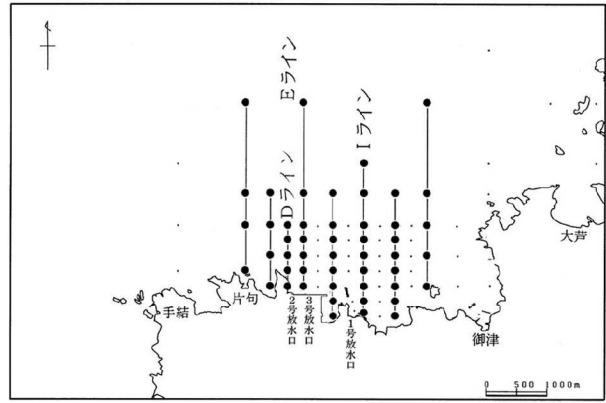 Eライン
Iライン
Dライン
大芦
片句
手結
2号放水口
3号放水口
1号放水口
御津
0 500 1000m